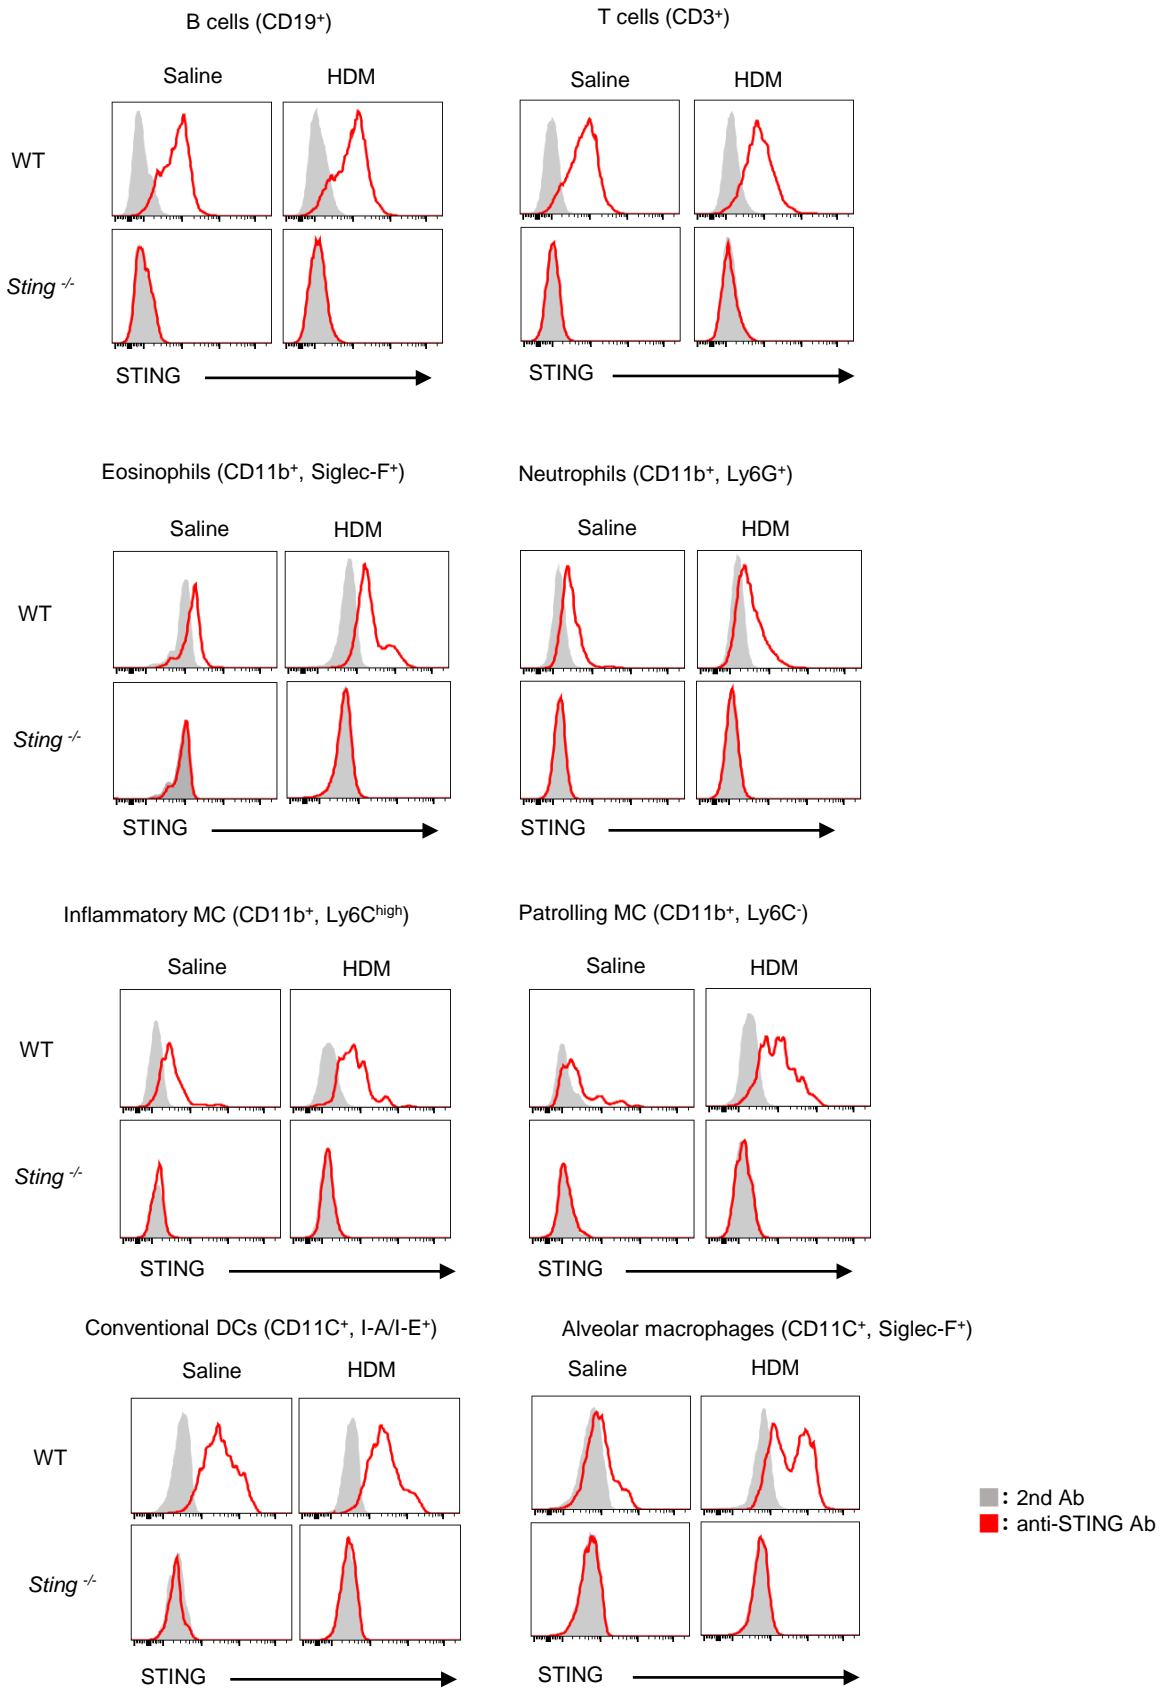 B cells (CD19+) T cells (CD3+)
Saline HDM Saline HDM
WT
Sting -/-
STING STING
Eosinophils (CD11b+, Siglec-F+) Neutrophils (CD11b+, Ly6G+)
Saline HDM Saline HDM
WT
Sting -/-
STING STING
Inflammatory MC (CD11b+, Ly6Chigh) Patrolling MC (CD11b+, Ly6C-)
Saline HDM Saline HDM
WT
Sting -/-
STING STING
Conventional DCs (CD11C+, I-A/I-E+) Alveolar macrophages (CD11C+, Siglec-F+)
Saline HDM Saline HDM
WT
: 2nd Ab
: anti-STING Ab
Sting -/-
STING STING